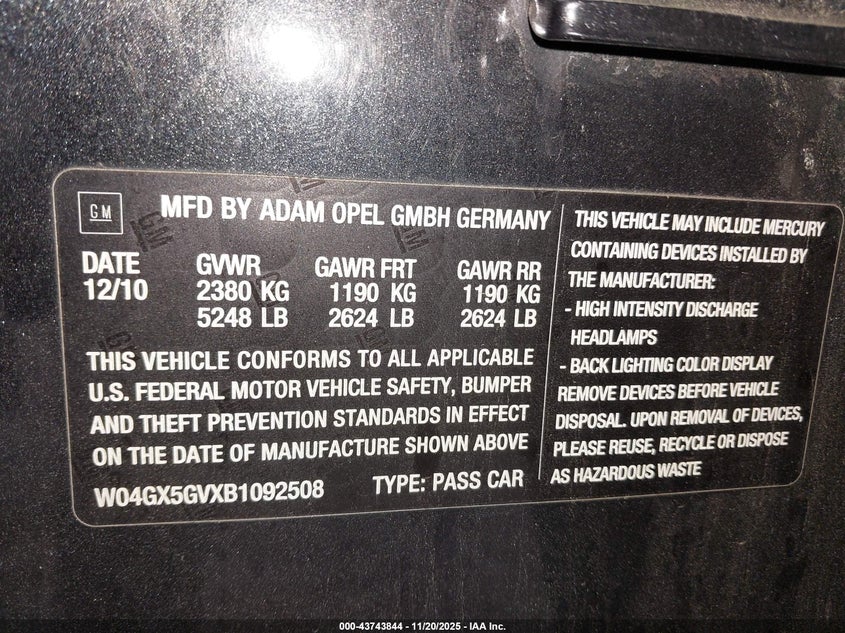 GM
MFD BY ADAM OPEL GMBH GERMANY
DATE GVWR GAWR FRT GAWR RR
12/10 2380 KG 1190 KG 1190 KG
5248 LB 2624 LB 2624 LB
THIS VEHICLE CONFORMS TO ALL APPLICABLE
U.S. FEDERAL MOTOR VEHICLE SAFETY, BUMPER
AND THEFT PREVENTION STANDARDS IN EFFECT
ON THE DATE OF MANUFACTURE SHOWN ABOVE
W04GX5GVXB1092508 TYPE: PASS CAR
THIS VEHICLE MAY INCLUDE MERCURY
CONTAINING DEVICES INSTALLED BY
THE MANUFACTURER:
- HIGH INTENSITY DISCHARGE
HEADLAMPS
- BACK LIGHTING COLOR DISPLAY
REMOVE DEVICES BEFORE VEHICLE
DISPOSAL. UPON REMOVAL OF DEVICES,
PLEASE REUSE, RECYCLE OR DISPOSE
AS HAZARDOUS WASTE
000-43743844 - 11/20/2025 - IAA Inc.